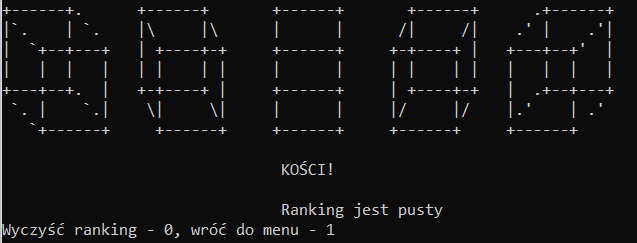 KOŚCI!
Ranking jest pusty
Wyczyść ranking - 0, wróć do menu - 1